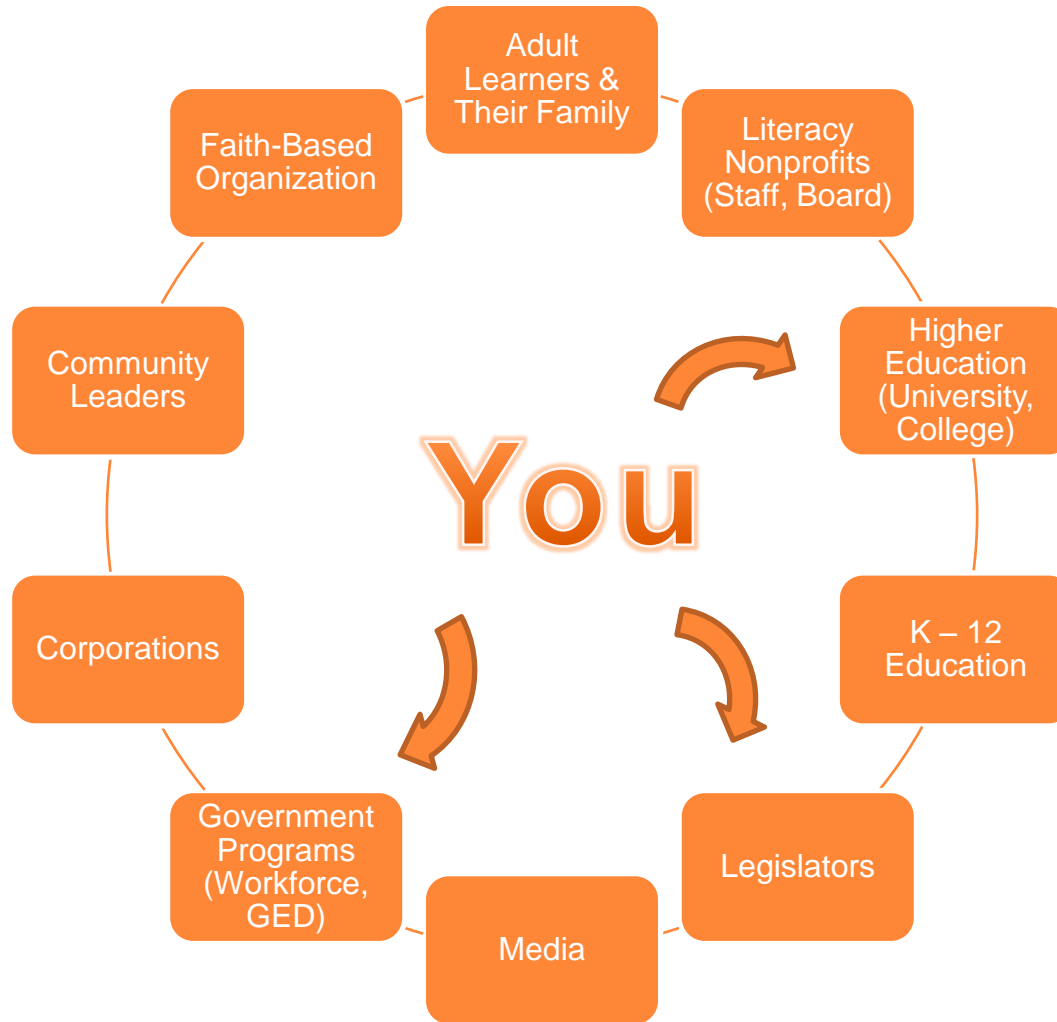 Adult
Learners &
Their Family
Literacy
Nonprofits
(Staff, Board)
Higher
Education
(University,
College)
K – 12
Education
Legislators
Media
Government
Programs
(Workforce,
GED)
Corporations
Community
Leaders
Faith-Based
Organization
You